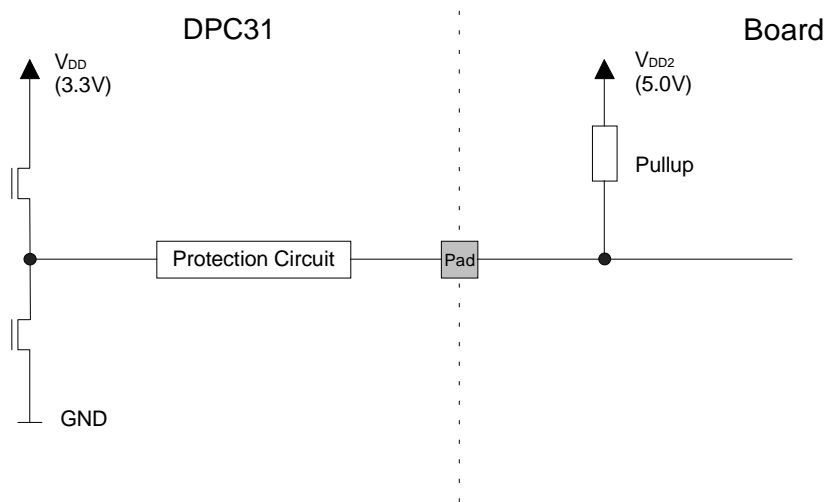 DPC31
Board
VDD
(3.3V)
VDD2
(5.0V)
Pullup
Protection Circuit
Pad
GND